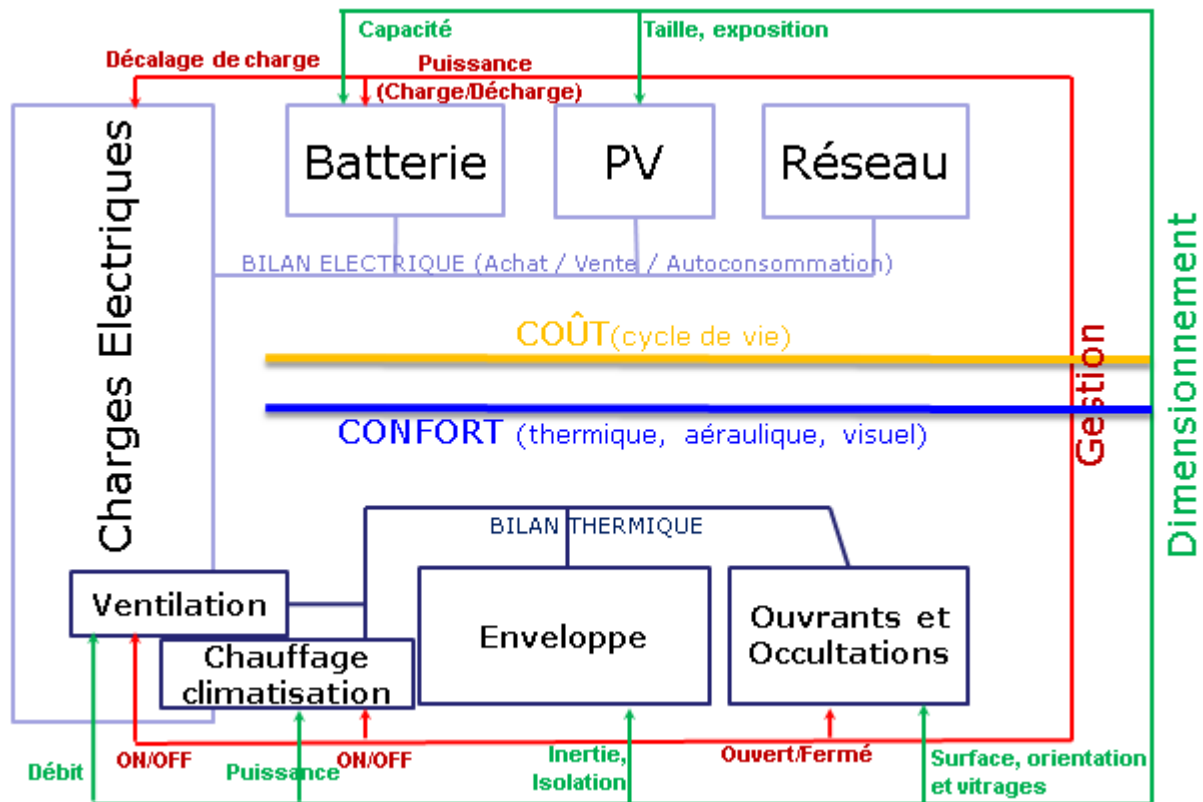 Capacité
Taille, exposition
Décalage de charge
Puissance
(Charge/Décharge)
Charges Electriques
Batterie
PV
Réseau
BILAN ELECTRIQUE (Achat / Vente / Autoconsommation)
COÛT(cycle de vie)
CONFORT (thermique, aéraulique, visuel)
Gestion
Dimensionnement
BILAN THERMIQUE
Ventilation
Chauffage
climatisation
Enveloppe
Ouvrants et
Occultations
Débit
ON/OFF
Puissance
ON/OFF
Inertie,
Isolation
Ouvert/Fermé
Surface, orientation
et vitrages